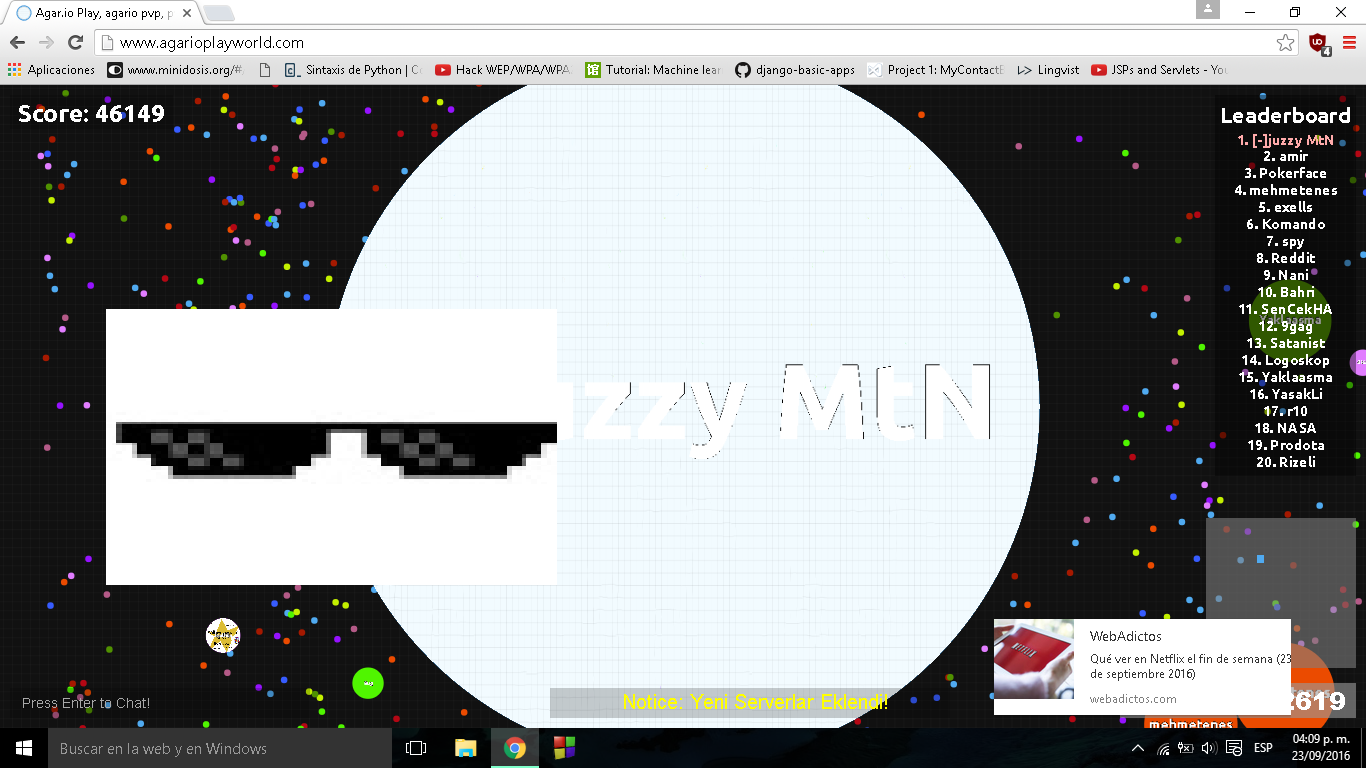 Agar.io Play, agario pvp, p
www.agarioplayworld.com
4
Aplicaciones
www.minidosis.org/#
Sintaxis de Python | Co
Hack WEP/WPA/WPA
Tutorial: Machine lear
django-basic-apps
Project 1: MyContactB
Lingvist
JSPs and Servlets - You
Score: 46149
Leaderboard
1. [-]juzzy MtN
2. amir
3. Pokerface
4. mehmetenes
5. exells
6. Komando
7. spy
8. Reddit
9. Nani
10. Bahri
11. SenCekHA
12. 9gag
13. Satanist
14. Logoskop
15. Yaklaasma
16. YasakLi
17. r10
18. NASA
19. Prodota
20. Rizeli
Yaklaasma
uzzy MtN
WebAdictos
Qué ver en Netflix el fin de semana (23
de septiembre 2016)
webadictos.com
Press Enter to Chat!
Notice: Yeni Serverlar Eklendi!
2619
mehmetenes
Buscar en la web y en Windows
ESP
04:09 p. m.
23/09/2016